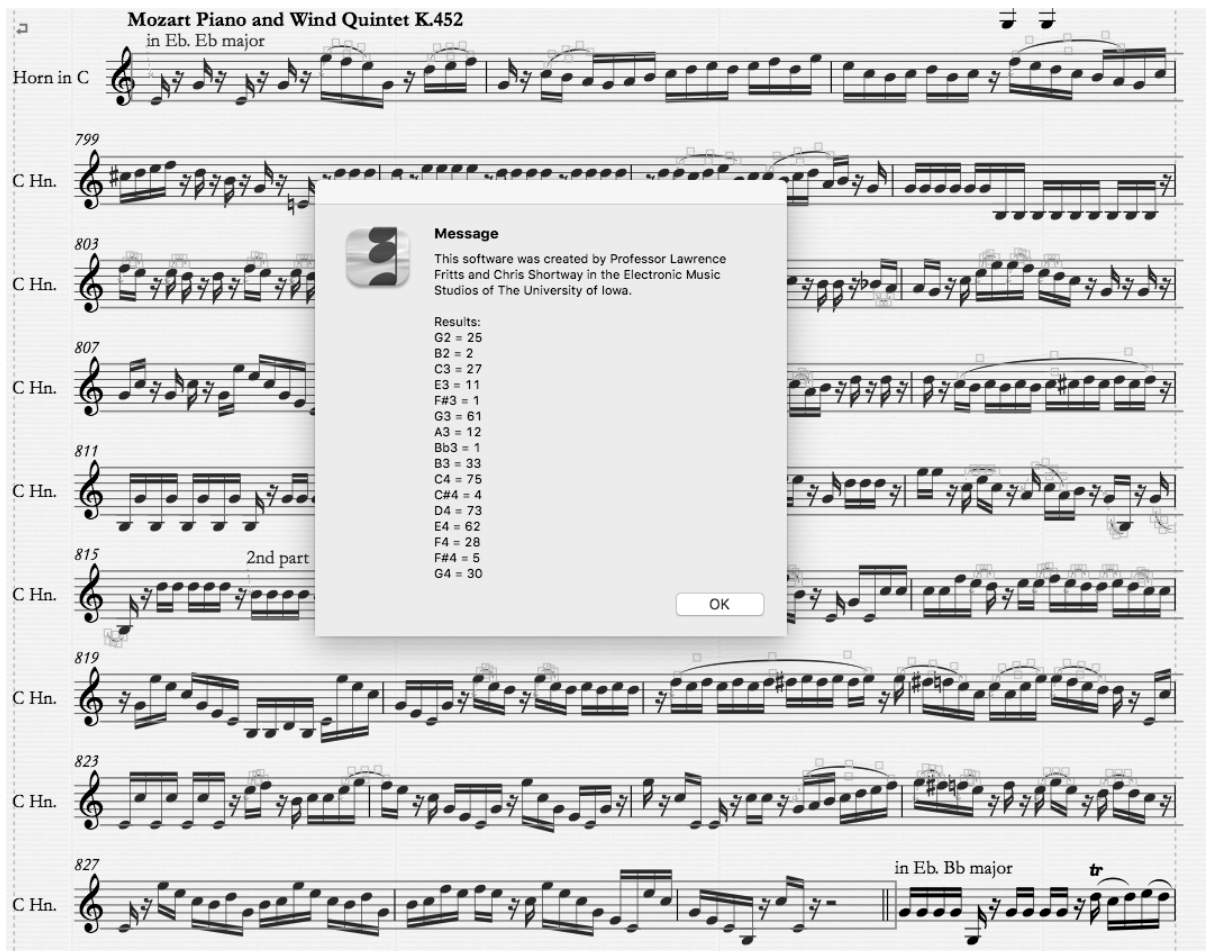 Mozart Piano and Wind Quintet K.452
in Eb. Eb major
Horn in C
799
C Hn.
803
C Hn.
807
C Hn.
811
C Hn.
815
2nd part
C Hn.
819
C Hn.
823
C Hn.
827
in Eb. Bb major
tr
C Hn.
Message
This software was created by Professor Lawrence
Fritts and Chris Shortway in the Electronic Music
Studios of The University of Iowa.
Results:
G2 = 25
B2 = 2
C3 = 27
E3 = 11
F#3 = 1
G3 = 61
A3 = 12
Bb3 = 1
B3 = 33
C4 = 75
C#4 = 4
D4 = 73
E4 = 62
F4 = 28
F#4 = 5
G4 = 30
OK